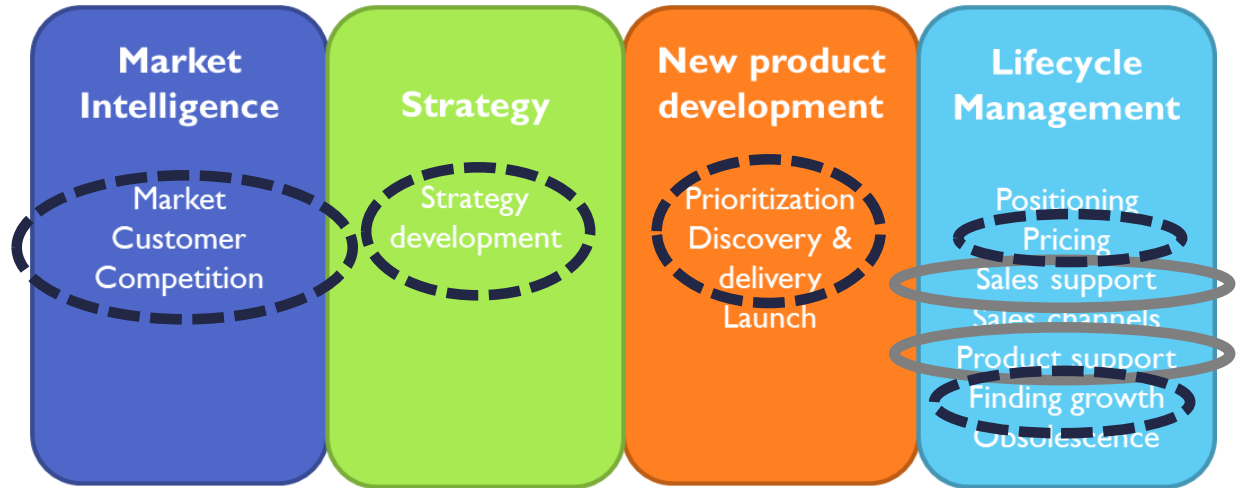 Market
Intelligence
Market
Customer
Competition
Strategy
Strategy
development
New product
development
Prioritization
Discovery &
delivery
Launch
Lifecycle
Management
Positioning
Pricing
Sales support
Sales channels
Product support
Finding growth
Obsolescence